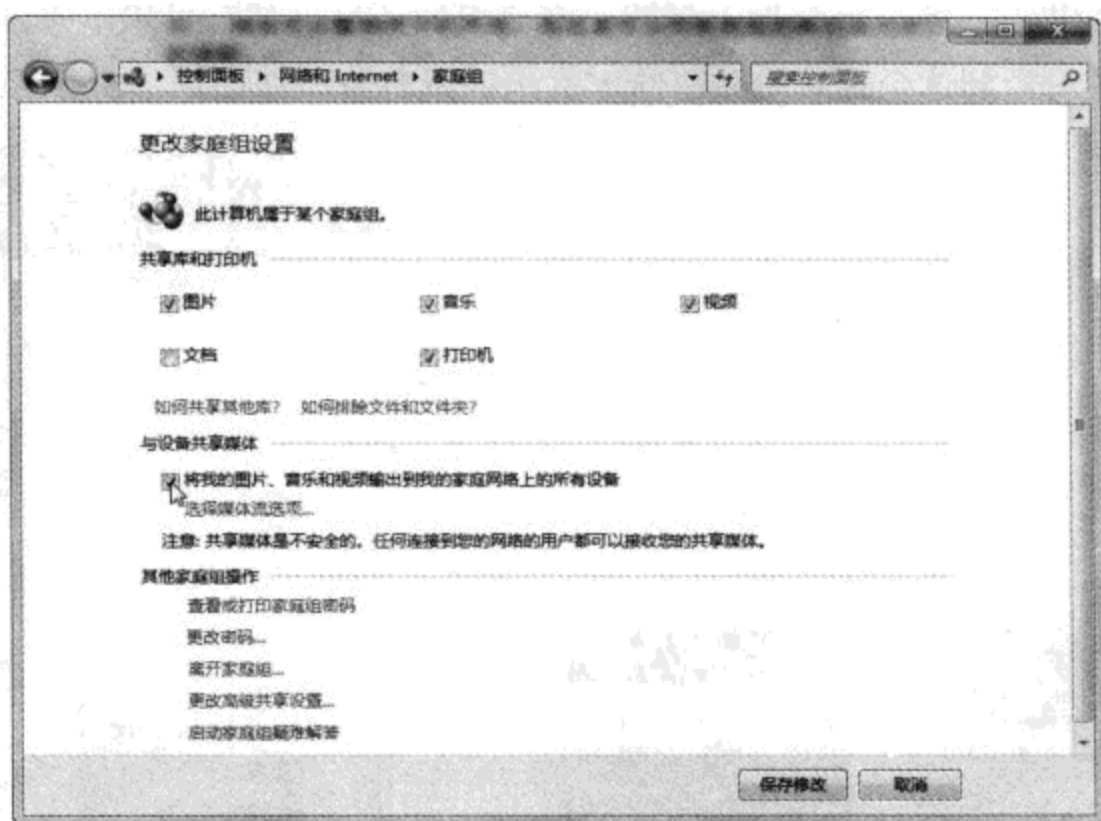 控制面板 ▸ 网络和 Internet ▸ 家庭组
搜索控制面板
更改家庭组设置
此计算机属于某个家庭组。
共享库和打印机
图片 音乐 视频
文档 打印机
如何共享其他库? 如何排除文件和文件夹?
与设备共享媒体
将我的图片、音乐和视频输出到我的家庭网络上的所有设备
选择媒体流选项...
注意: 共享媒体是不安全的。任何连接到您的网络的用户都可以接收您的共享媒体。
其他家庭组操作
查看或打印家庭组密码
更改密码...
离开家庭组...
更改高级共享设置...
启动家庭组疑难解答
保存修改 取消